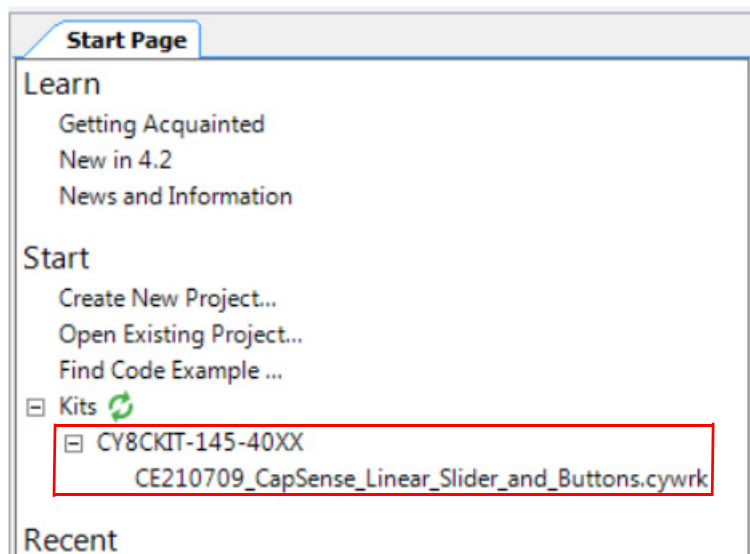 Start Page
Learn
Getting Acquainted
New in 4.2
News and Information
Start
Create New Project...
Open Existing Project...
Find Code Example ...
Kits
CY8CKIT-145-40XX
CE210709_CapSense_Linear_Slider_and_Buttons.cywrk
Recent